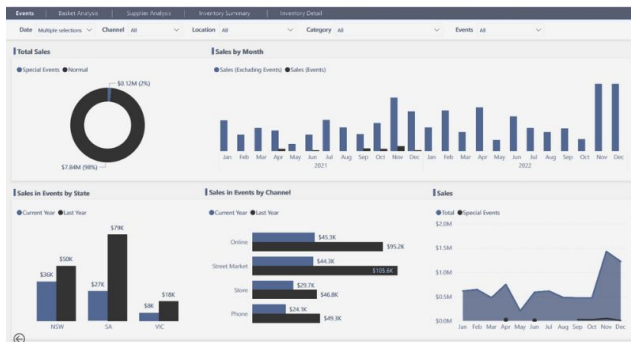 Events Basket Analysis Supplier Analysis Inventory Summary Inventory Detail
Date Multiple selections Channel All Location All Category All Events All
Total Sales
Special Events Normal
$0.12M (2%)
$7.84M (98%)
Sales by Month
Sales (Excluding Events) Sales (Events)
Jan Feb Mar Apr May Jun Jul Aug Sep Oct Nov Dec Jan Feb Mar Apr May Jun Jul Aug Sep Oct Nov Dec
2021 2022
Sales in Events by State
Current Year Last Year
$79K
$50K
$36K
$27K
$18K
$8K
NSW SA VIC
Sales in Events by Channel
Current Year Last Year
Online $45.3K
$95.2K
Street Market $44.3K
$105.6K
Store $29.7K
$46.8K
Phone $24.1K
$49.3K
Sales
Total Special Events
$2.0M
$1.5M
$1.0M
$0.5M
$0.0M
Jan Feb Mar Apr May Jun Jul Aug Sep Oct Nov Dec